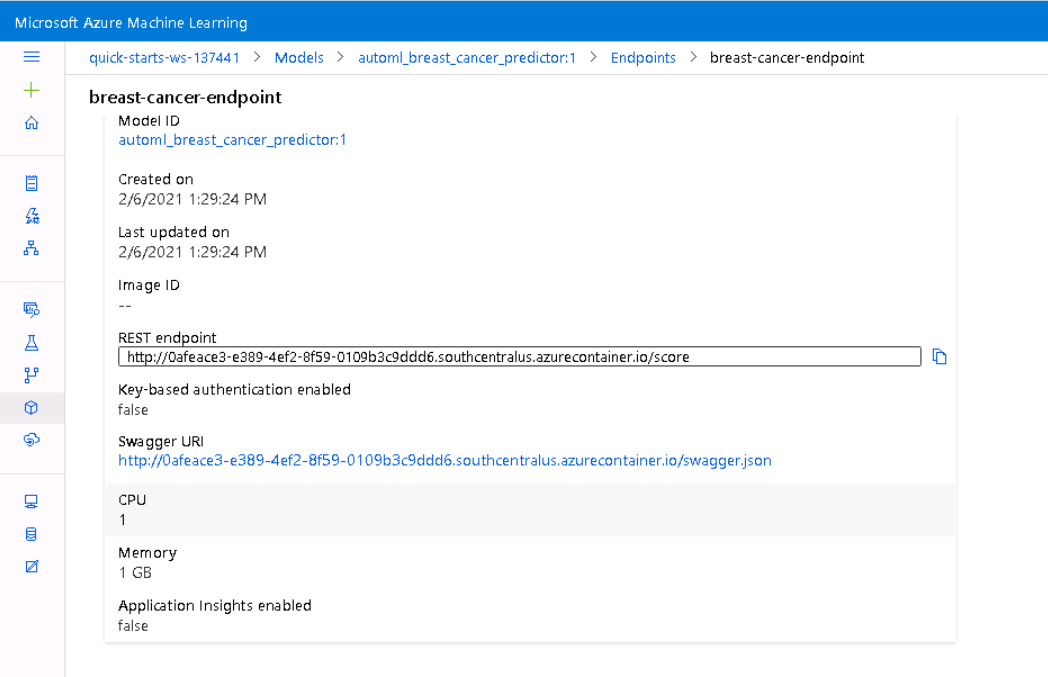 Microsoft Azure Machine Learning
quick-starts-ws-137441 > Models > automl_breast_cancer_predictor:1 > Endpoints > breast-cancer-endpoint
breast-cancer-endpoint
Model ID
automl_breast_cancer_predictor:1
Created on
2/6/2021 1:29:24 PM
Last updated on
2/6/2021 1:29:24 PM
Image ID
--
REST endpoint
http://0afeace3-e389-4ef2-8f59-0109b3c9ddd6.southcentralus.azurecontainer.io/score
Key-based authentication enabled
false
Swagger URI
http://0afeace3-e389-4ef2-8f59-0109b3c9ddd6.southcentralus.azurecontainer.io/swagger.json
CPU
1
Memory
1 GB
Application Insights enabled
false